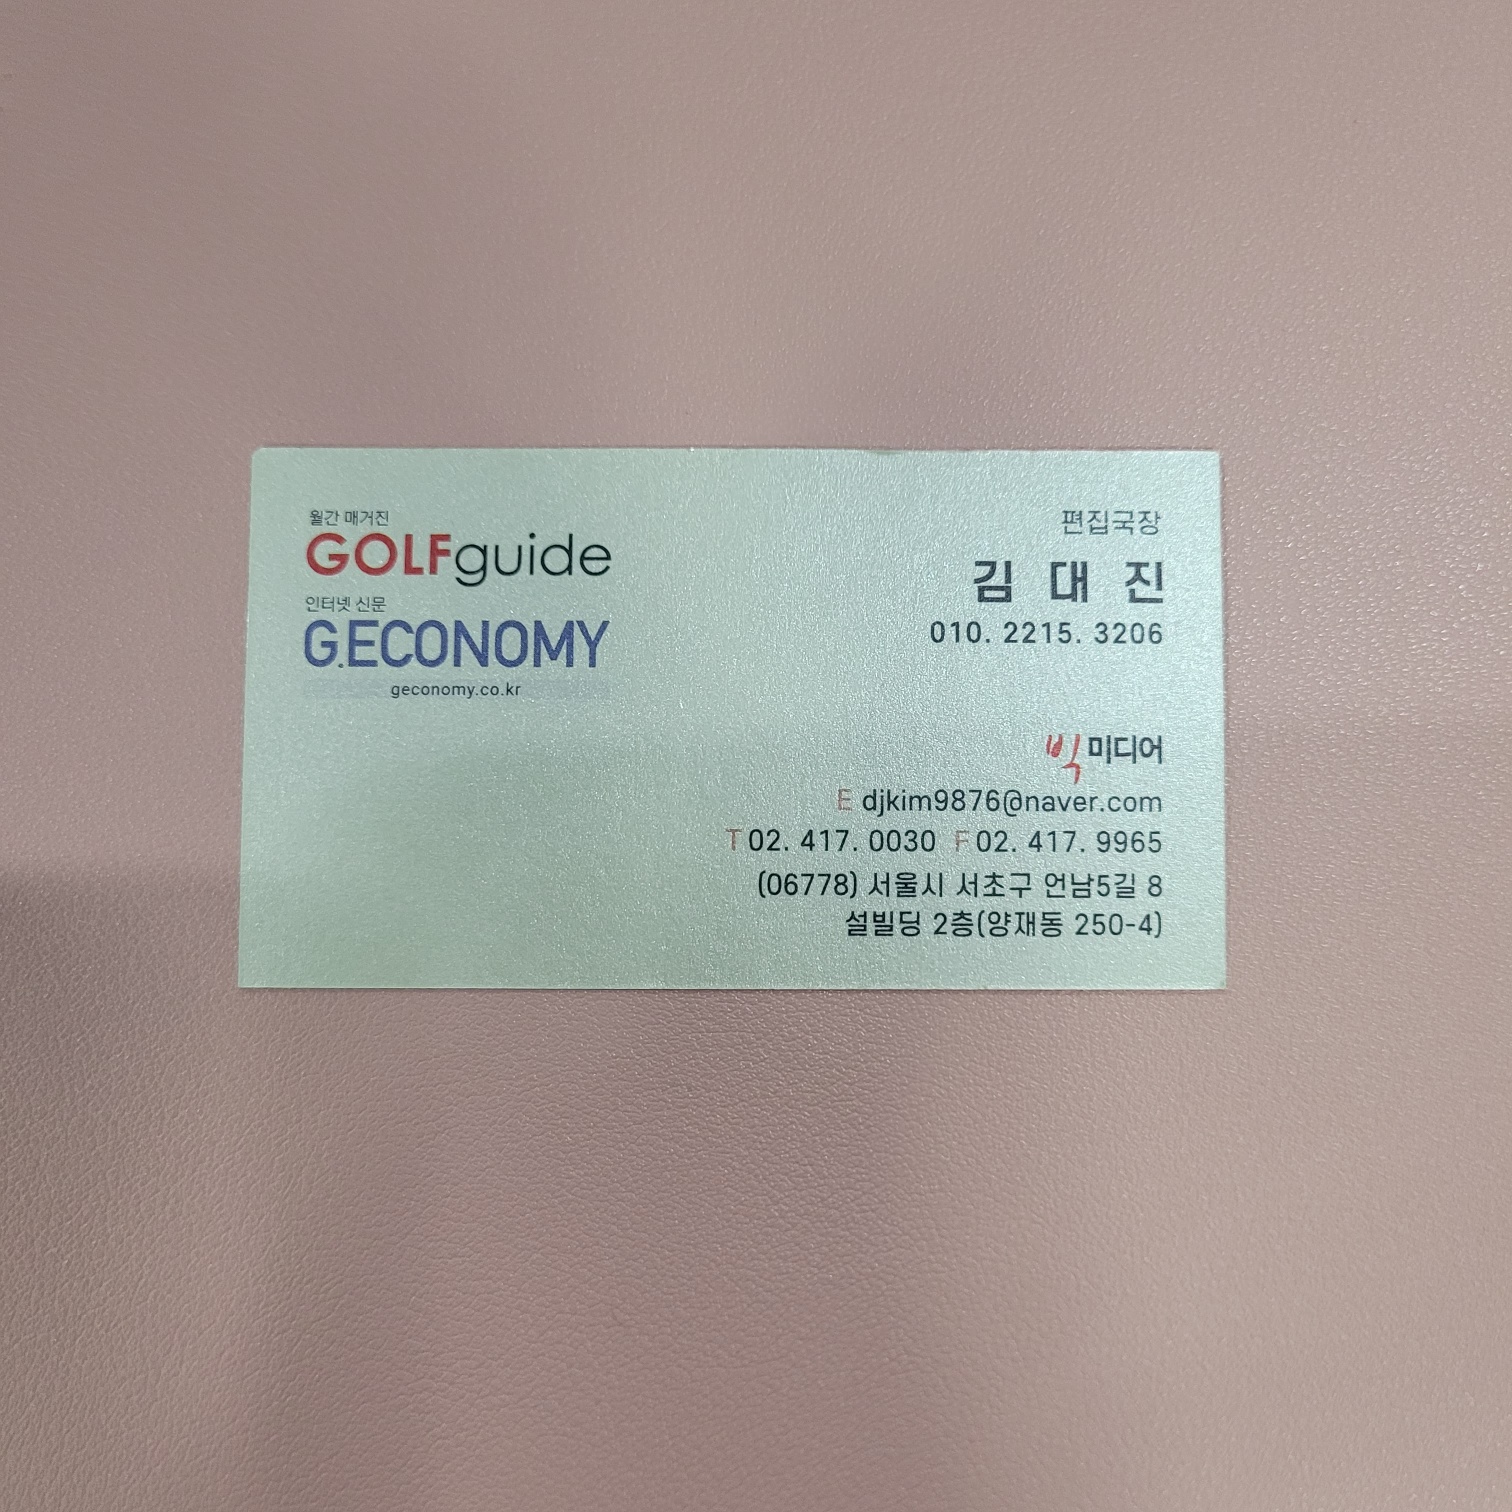 월간 매거진
GOLFguide
인터넷 신문
G.ECONOMY
geconomy.co.kr
편집국장
김 대 진
010. 2215. 3206
빅미디어
E djkim9876@naver.com
T 02. 417. 0030 F 02. 417. 9965
(06778) 서울시 서초구 언남5길 8
설빌딩 2층(양재동 250-4)